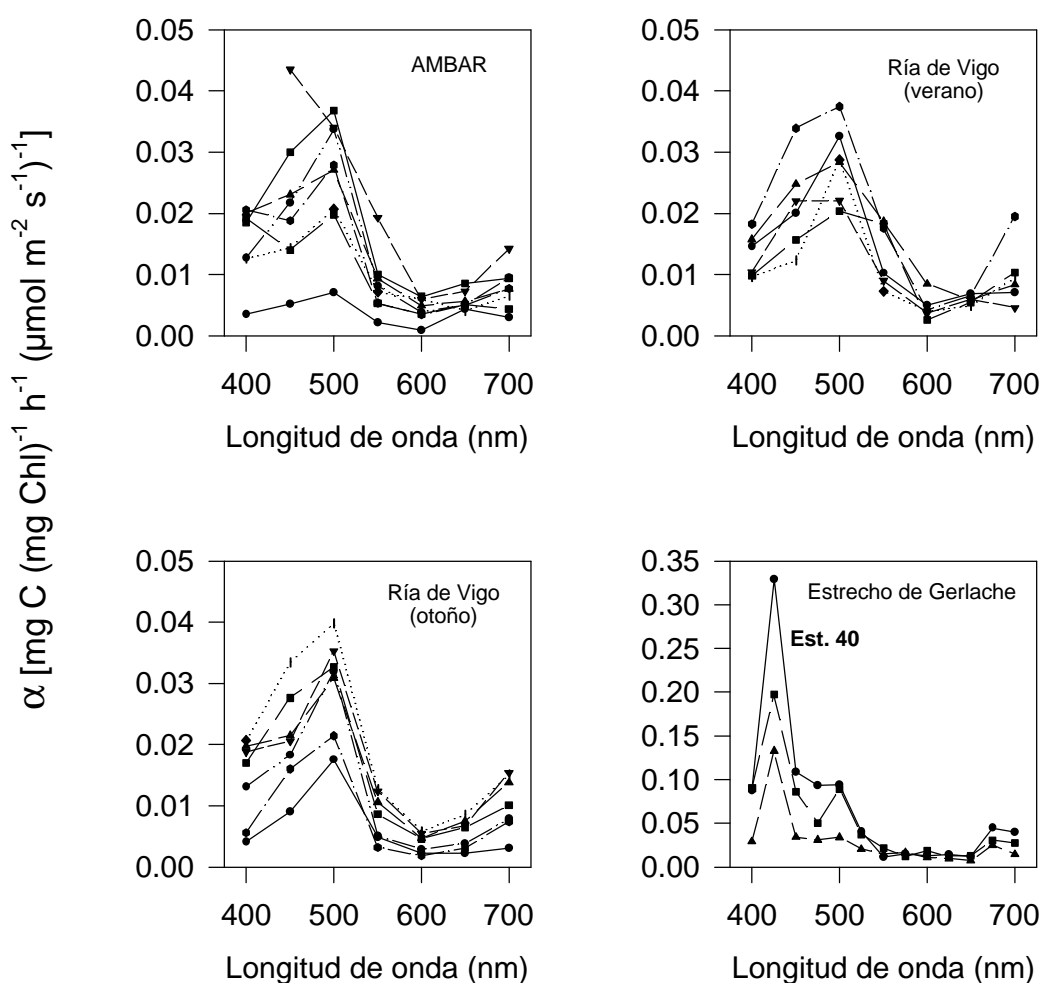 α [mg C (mg Chl)⁻¹ h⁻¹ (µmol m⁻² s⁻¹)⁻¹]
AMBAR
0.05
0.04
0.03
0.02
0.01
0.00
400 500 600 700
Longitud de onda (nm)
Ría de Vigo
(verano)
0.05
0.04
0.03
0.02
0.01
0.00
400 500 600 700
Longitud de onda (nm)
Ría de Vigo
(otoño)
0.05
0.04
0.03
0.02
0.01
0.00
400 500 600 700
Longitud de onda (nm)
Estrecho de Gerlache
Est. 40
0.35
0.30
0.25
0.20
0.15
0.10
0.05
0.00
400 500 600 700
Longitud de onda (nm)